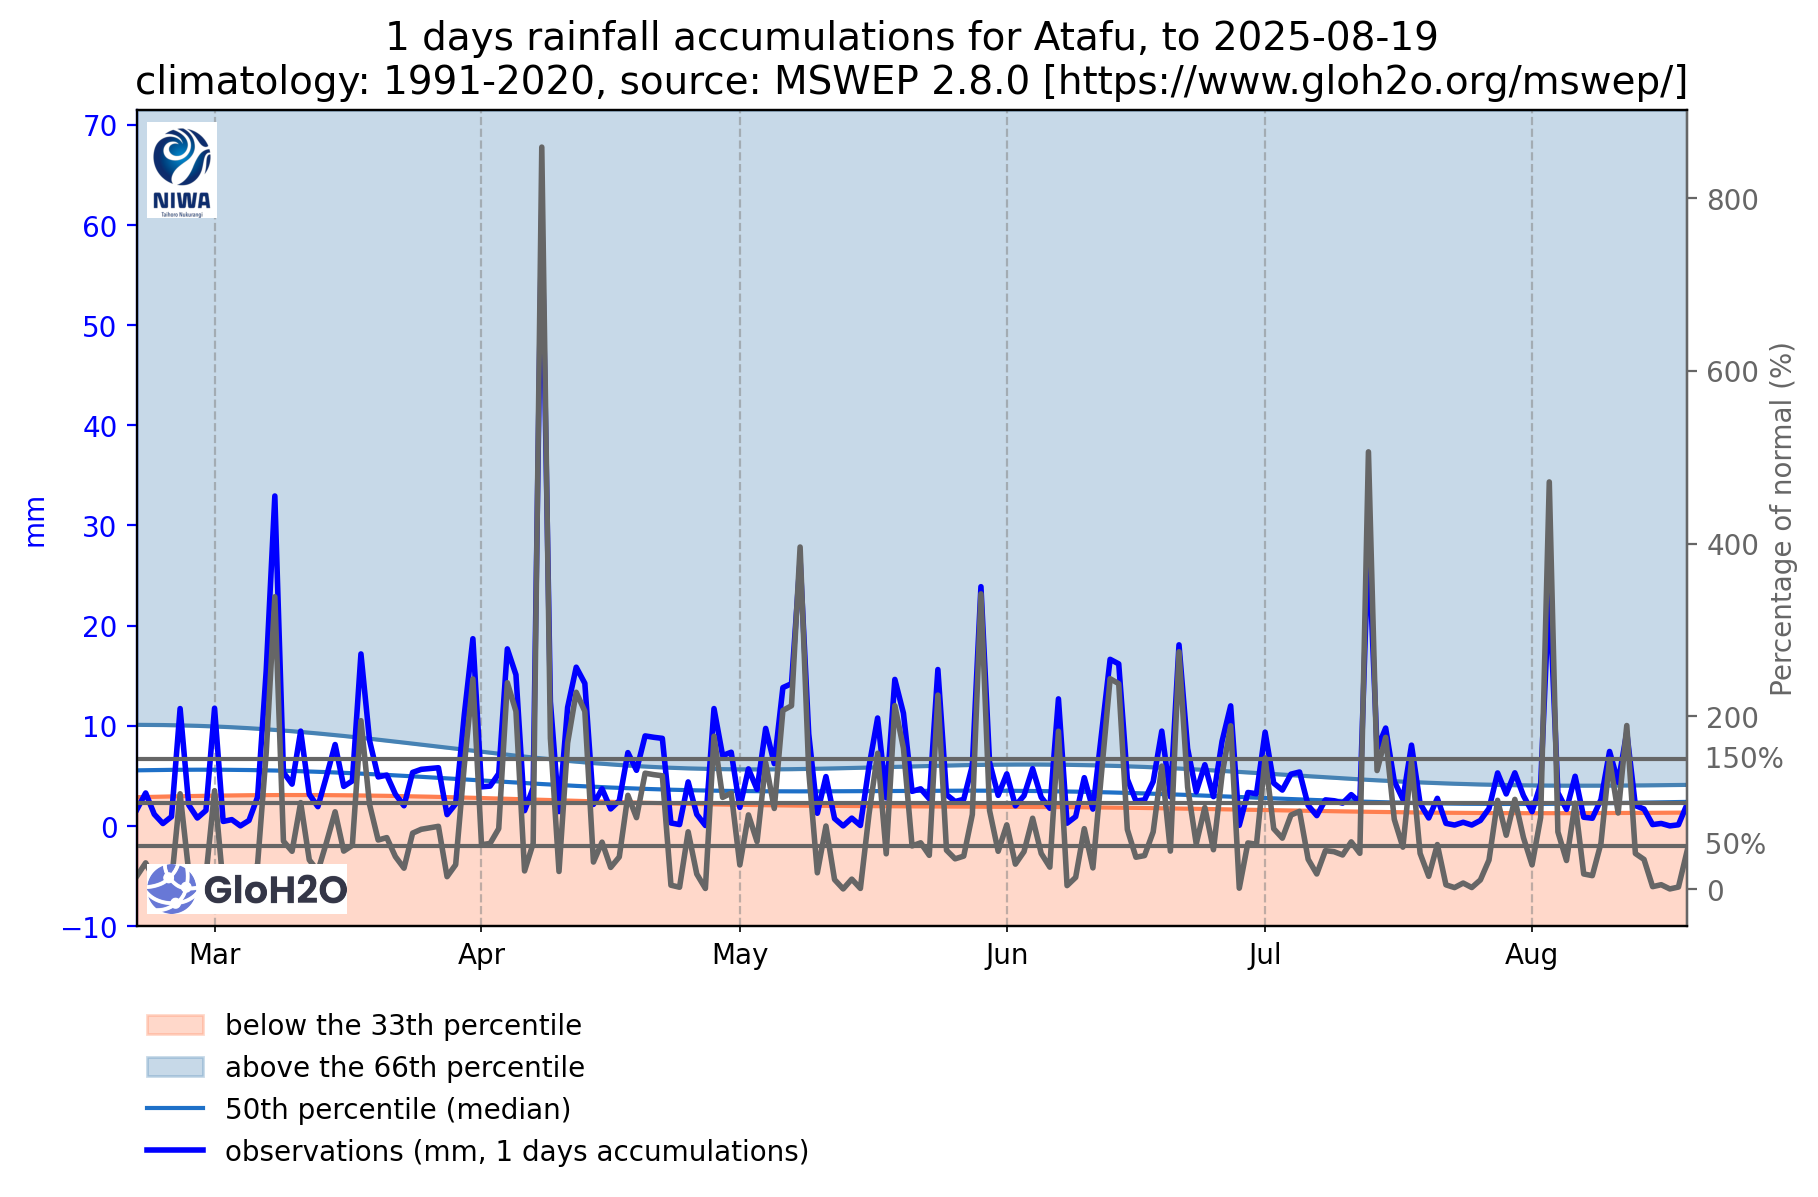 1 days rainfall accumulations for Atafu, to 2025-08-19
climatology: 1991-2020, source: MSWEP 2.8.0 [https://www.gloh2o.org/mswep/]
70
60
50
40
30
20
10
0
−10
mm
NIWA
Taihoro Nukurangi
GloH2O
800
600
400
200
150%
50%
0
Percentage of normal (%)
Mar
Apr
May
Jun
Jul
Aug
below the 33th percentile
above the 66th percentile
50th percentile (median)
observations (mm, 1 days accumulations)